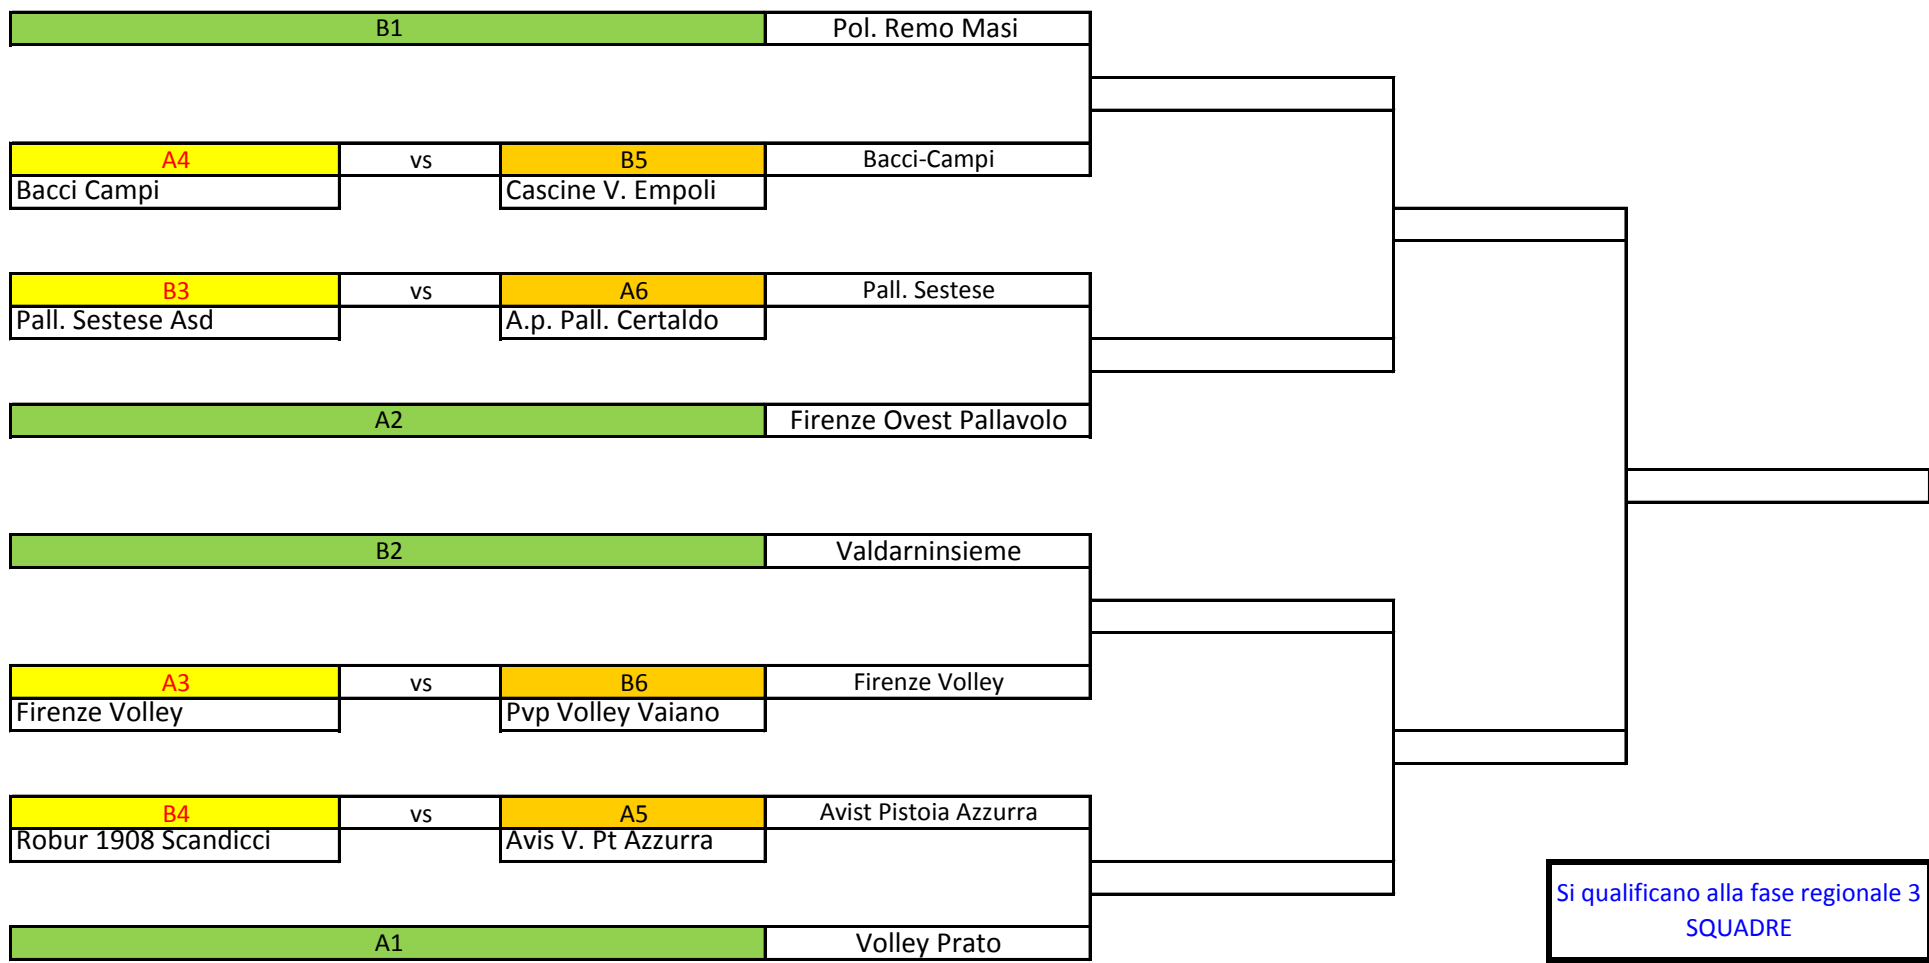 B1 Pol. Remo Masi
A4 vs B5 Bacci-Campi
Bacci Campi Cascine V. Empoli
B3 vs A6 Pall. Sestese
Pall. Sestese Asd A.p. Pall. Certaldo
A2 Firenze Ovest Pallavolo
B2 Valdarninsieme
A3 vs B6 Firenze Volley
Firenze Volley Pvp Volley Vaiano
B4 vs A5 Avist Pistoia Azzurra
Robur 1908 Scandicci Avis V. Pt Azzurra
A1 Volley Prato
Si qualificano alla fase regionale 3
SQUADRE